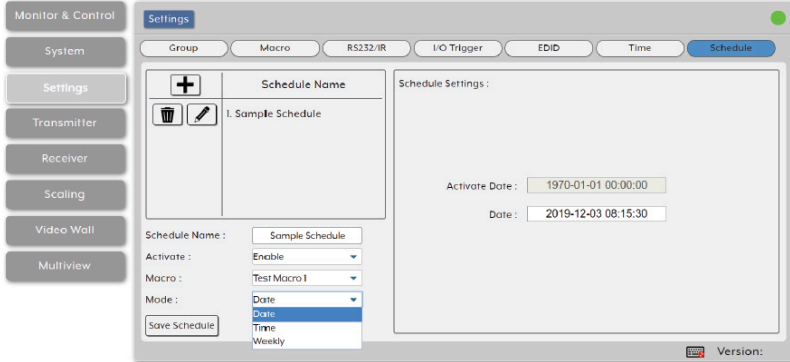 Monitor & Control
System
Settings
Transmitter
Receiver
Scaling
Video Wall
Multiview
Settings
Group Macro RS232/IR I/O Trigger EDID Time Schedule
Schedule Name
1. Sample Schedule
Schedule Name : Sample Schedule
Activate : Enable
Macro : Test Macro 1
Mode : Date
Date
Time
Weekly
Save Schedule
Schedule Settings :
Activate Date : 1970-01-01 00:00:00
Date : 2019-12-03 08:15:30
Version: